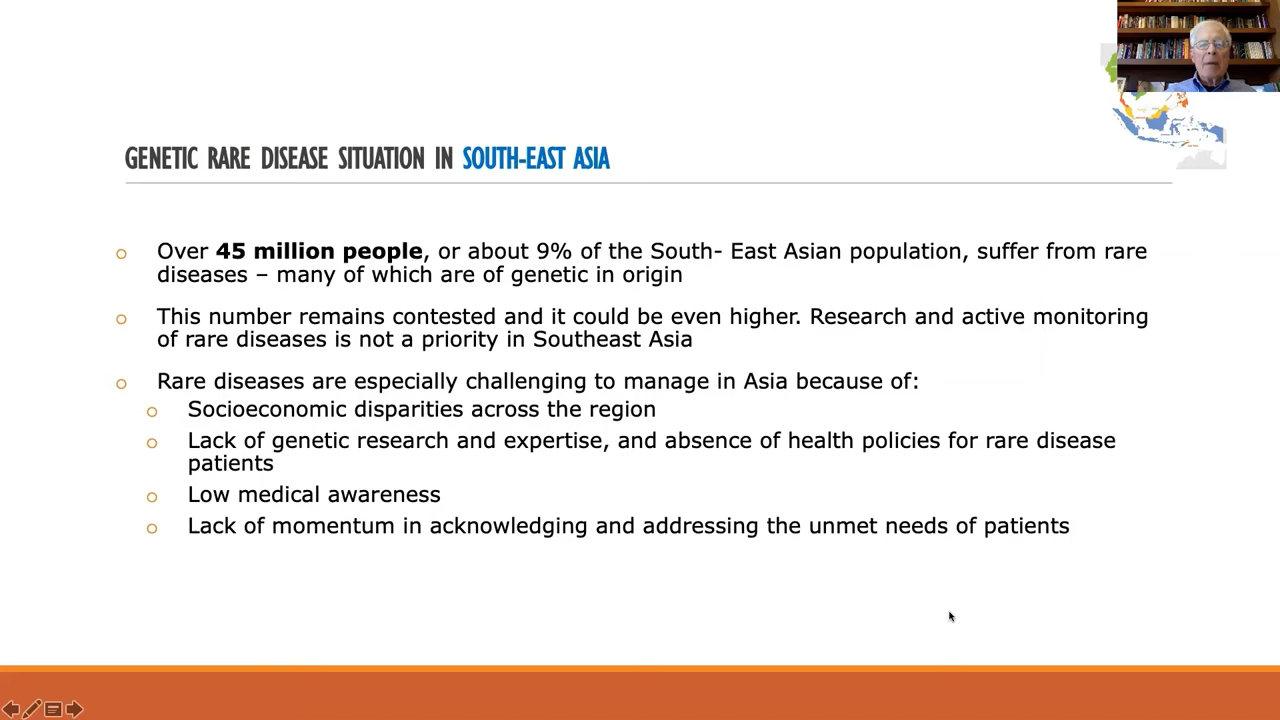 GENETIC RARE DISEASE SITUATION IN SOUTH-EAST ASIA
Over 45 million people, or about 9% of the South- East Asian population, suffer from rare
diseases – many of which are of genetic in origin
This number remains contested and it could be even higher. Research and active monitoring
of rare diseases is not a priority in Southeast Asia
Rare diseases are especially challenging to manage in Asia because of:
Socioeconomic disparities across the region
Lack of genetic research and expertise, and absence of health policies for rare disease
patients
Low medical awareness
Lack of momentum in acknowledging and addressing the unmet needs of patients